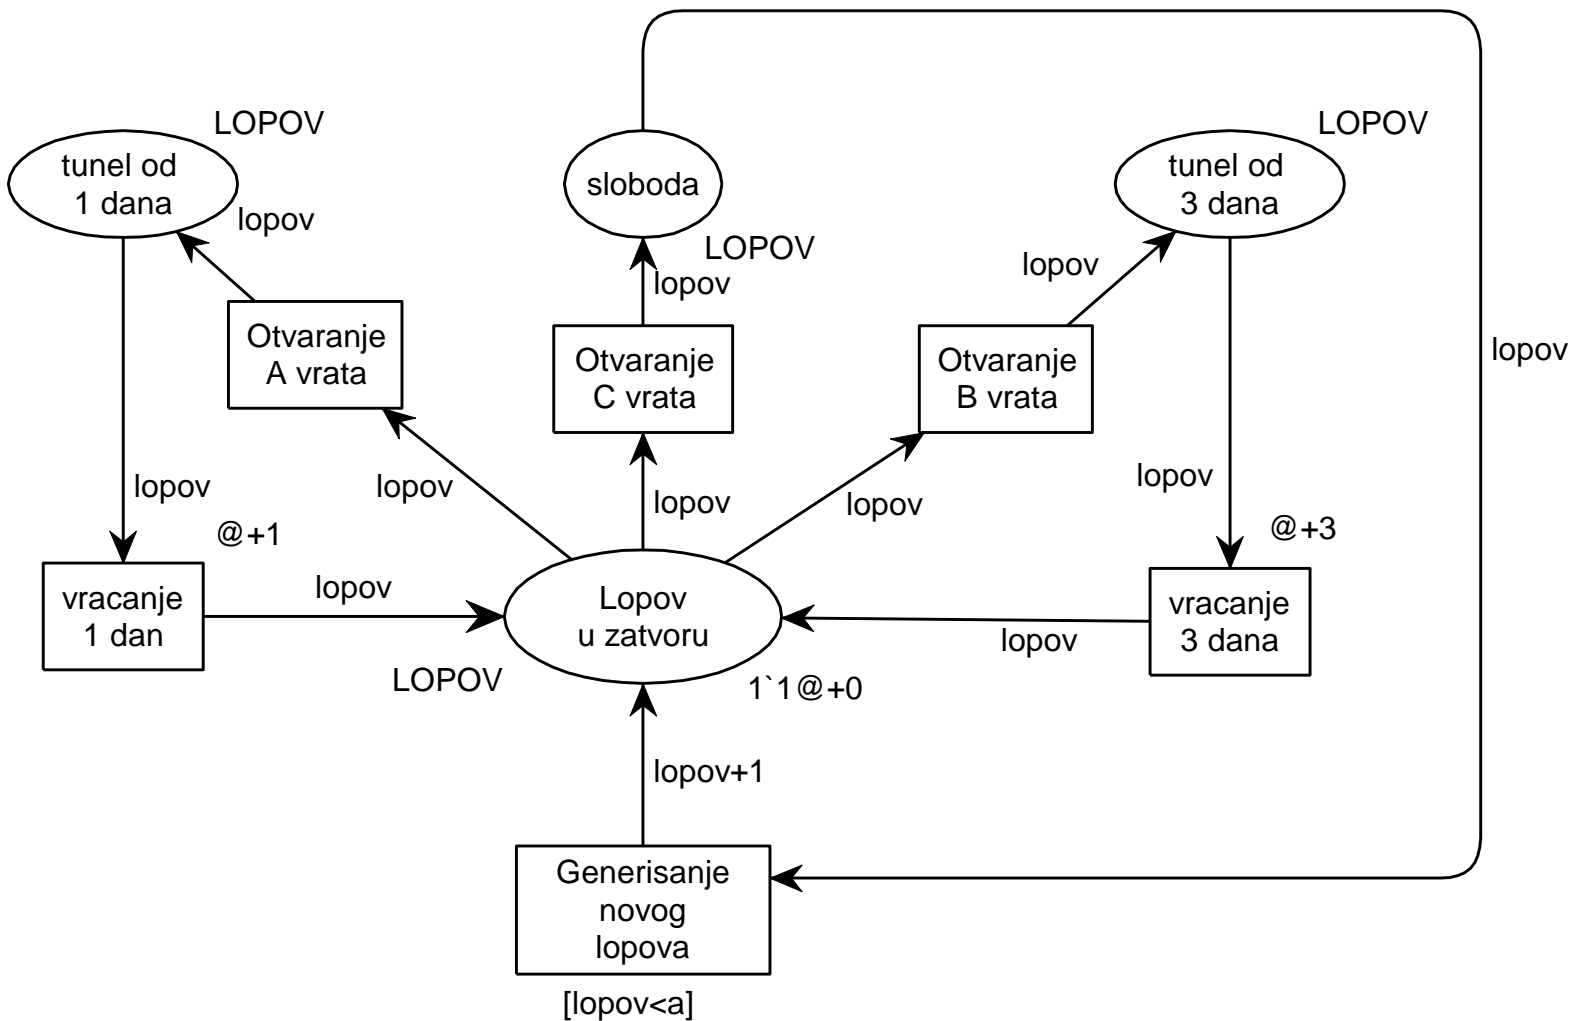 LOPOV
tunel od
1 dana
lopov
sloboda
LOPOV
lopov
LOPOV
tunel od
3 dana
lopov
Otvaranje
A vrata
Otvaranje
C vrata
Otvaranje
B vrata
lopov
lopov
lopov
lopov
lopov
lopov
@+1
@+3
vracanje
1 dan
lopov
Lopov
u zatvoru
vracanje
3 dana
lopov
LOPOV
1`1@+0
lopov+1
Generisanje
novog
lopova
[lopov<a]